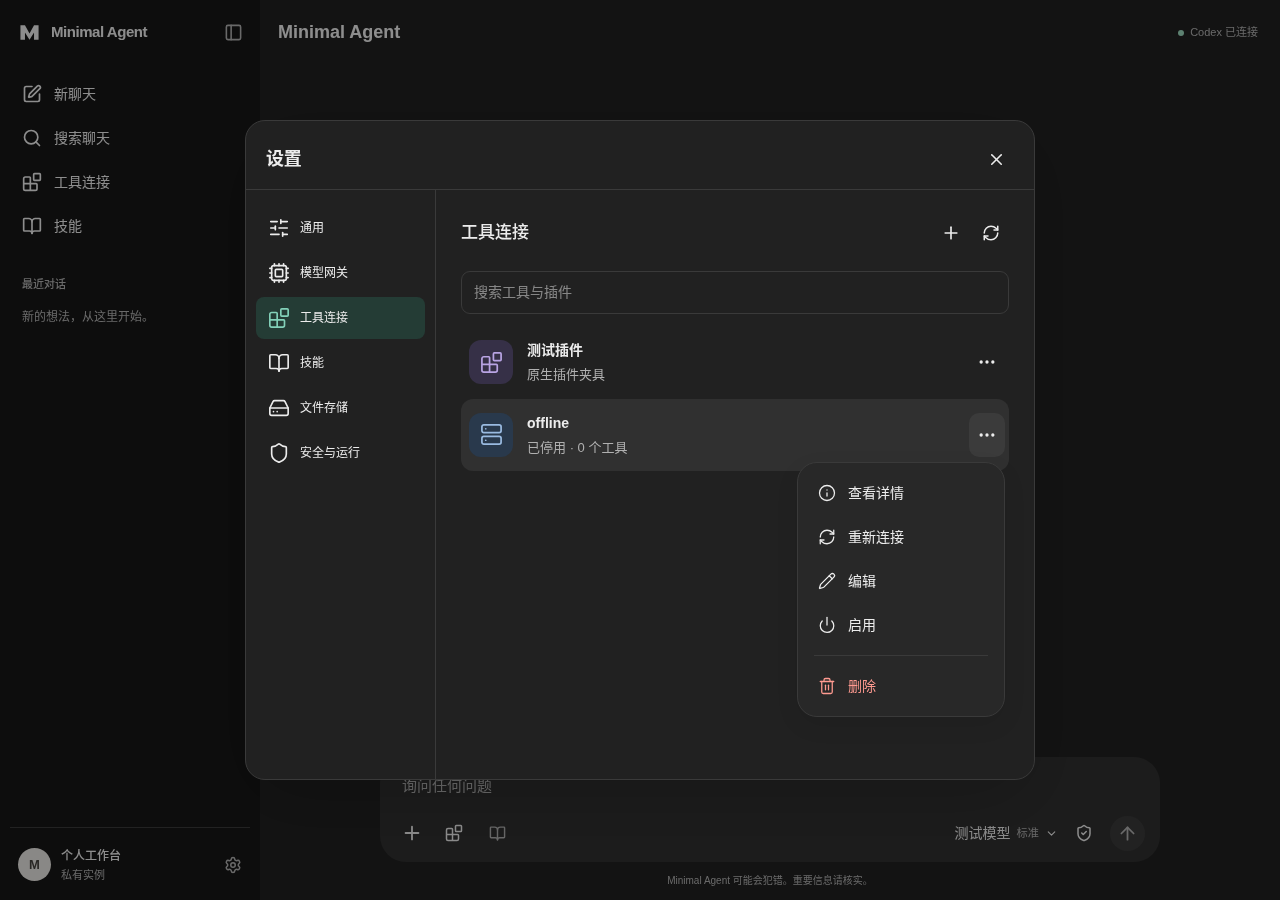 Minimal Agent
Minimal Agent
Codex 已连接
新聊天
搜索聊天
工具连接
技能
最近对话
新的想法，从这里开始。
个人工作台
M
私有实例
设置
通用
模型网关
工具连接
技能
文件存储
安全与运行
工具连接
搜索工具与插件
测试插件
原生插件夹具
offline
已停用 · 0 个工具
查看详情
重新连接
编辑
启用
删除
询问任何问题
测试模型 标准
Minimal Agent 可能会犯错。重要信息请核实。